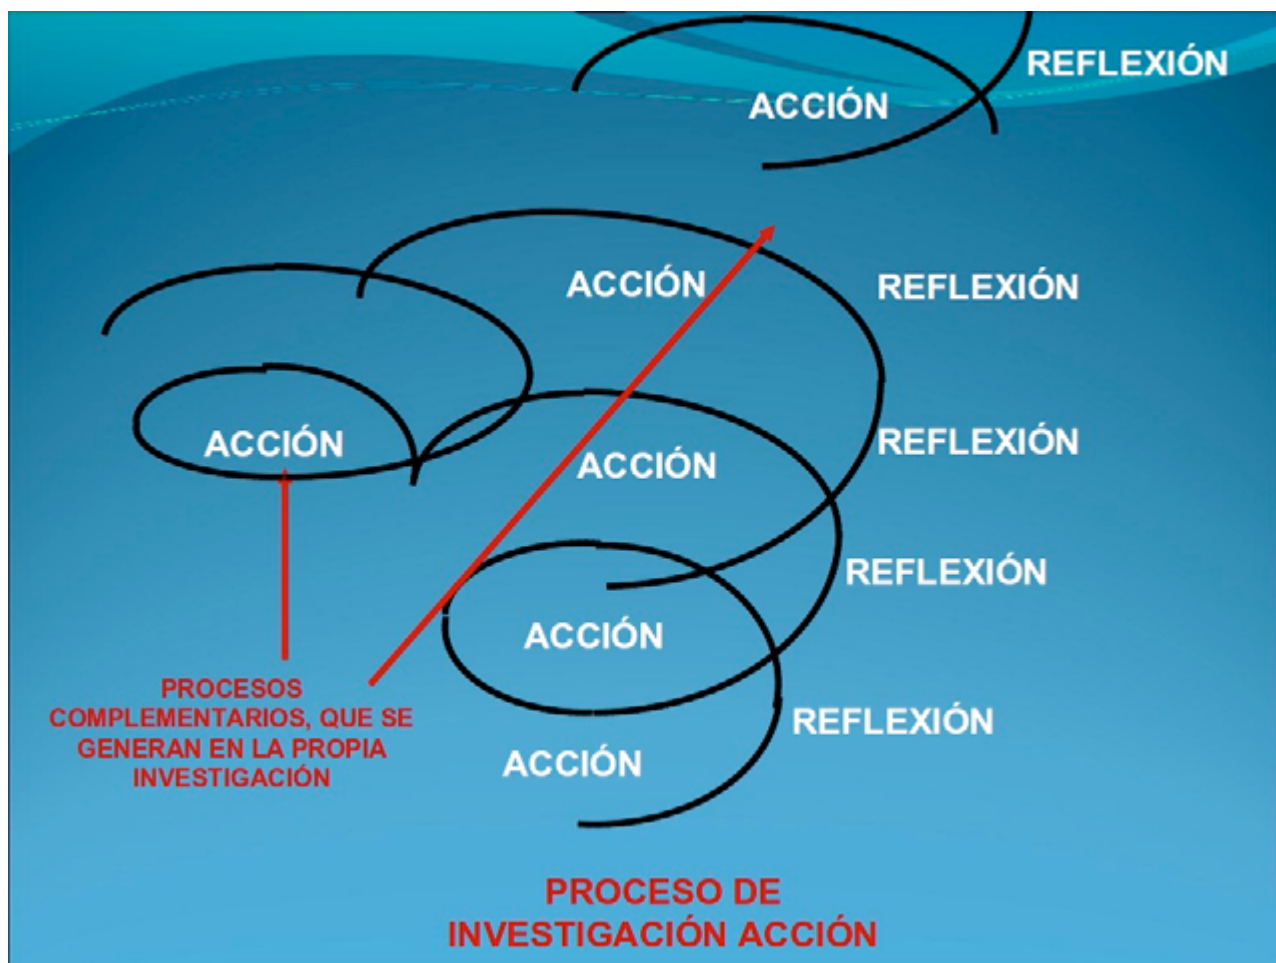 REFLEXIÓN
ACCIÓN
ACCIÓN
REFLEXIÓN
ACCIÓN
ACCIÓN
REFLEXIÓN
REFLEXIÓN
ACCIÓN
PROCESOS
COMPLEMENTARIOS, QUE SE
GENERAN EN LA PROPIA
INVESTIGACIÓN
REFLEXIÓN
ACCIÓN
PROCESO DE
INVESTIGACIÓN ACCIÓN